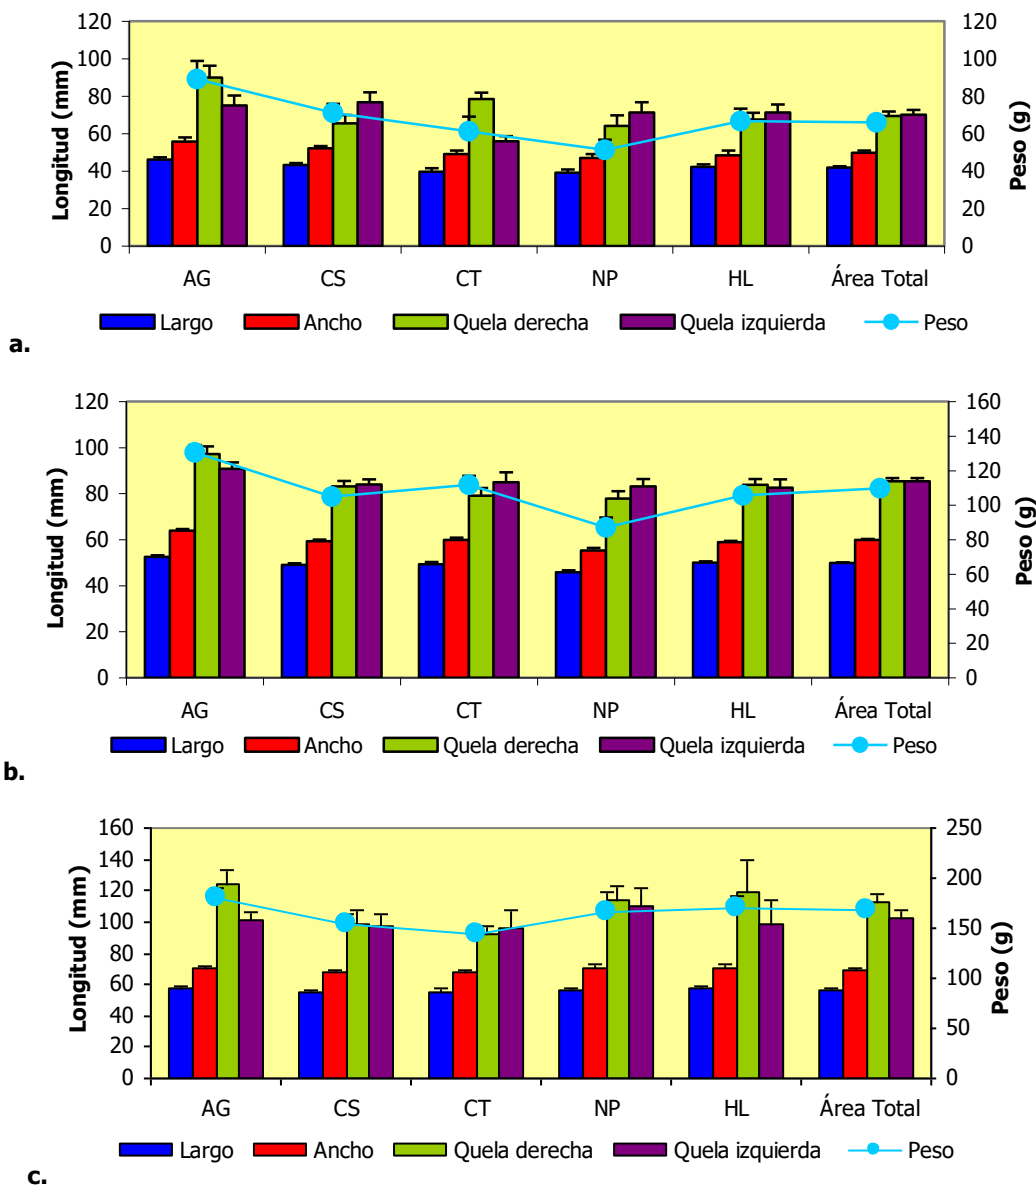 120 120
100 100
80 80
60 60
40 40
20 20
0 0
Longitud (mm)
Peso (g)
AG CS CT NP HL Área Total
Largo Ancho Quela derecha Quela izquierda Peso
a.
120 160
100 140
80 120
60 100
40 80
20 60
0 40
20
0
Longitud (mm)
Peso (g)
AG CS CT NP HL Área Total
Largo Ancho Quela derecha Quela izquierda Peso
b.
160 250
140 200
120 150
100 100
80 50
60 0
40
20
0
Longitud (mm)
Peso (g)
AG CS CT NP HL Área Total
Largo Ancho Quela derecha Quela izquierda Peso
c.